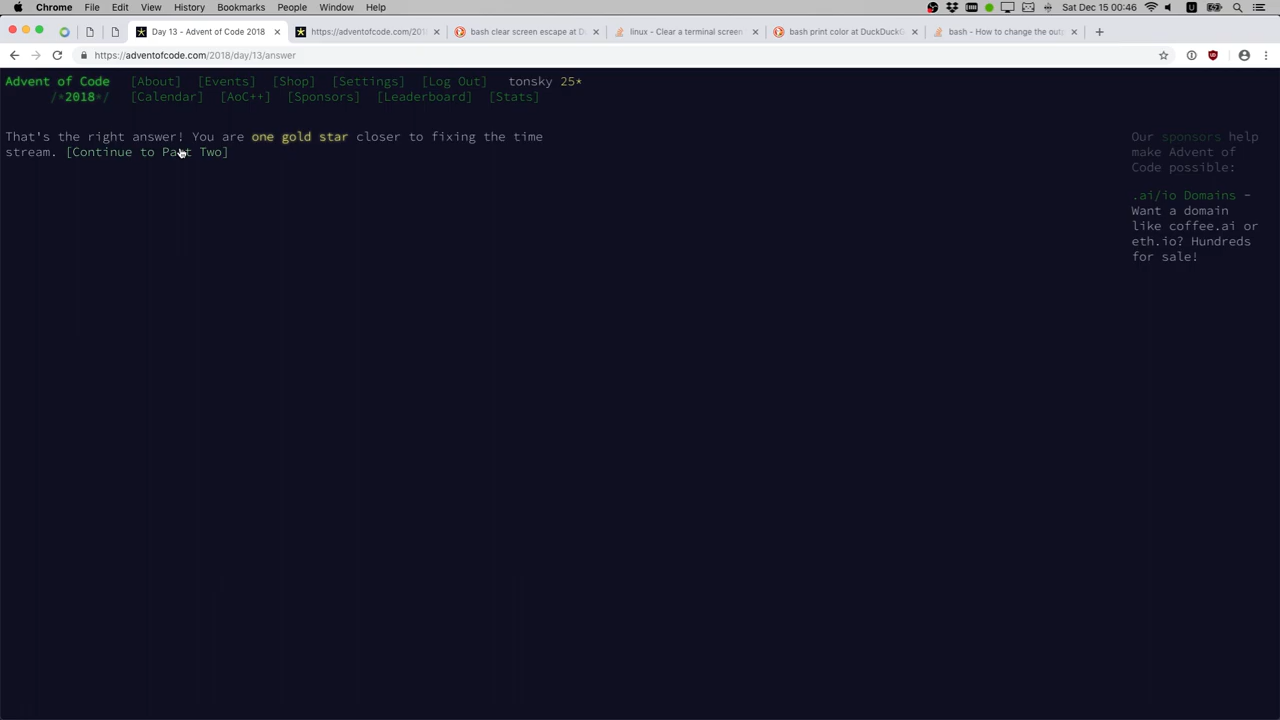 Chrome File Edit View History Bookmarks People Window Help
Sat Dec 15 00:46
Day 13 - Advent of Code 2018
https://adventofcode.com/201
bash clear screen escape at D
linux - Clear a terminal screen
bash print color at DuckDuckG
bash - How to change the outp
https://adventofcode.com/2018/day/13/answer
Advent of Code [About] [Events] [Shop] [Settings] [Log Out] tonsky 25*
/*2018*/ [Calendar] [AoC++] [Sponsors] [Leaderboard] [Stats]
That's the right answer! You are one gold star closer to fixing the time
stream. [Continue to Part Two]
Our sponsors help
make Advent of
Code possible:
.ai/io Domains -
Want a domain
like coffee.ai or
eth.io? Hundreds
for sale!